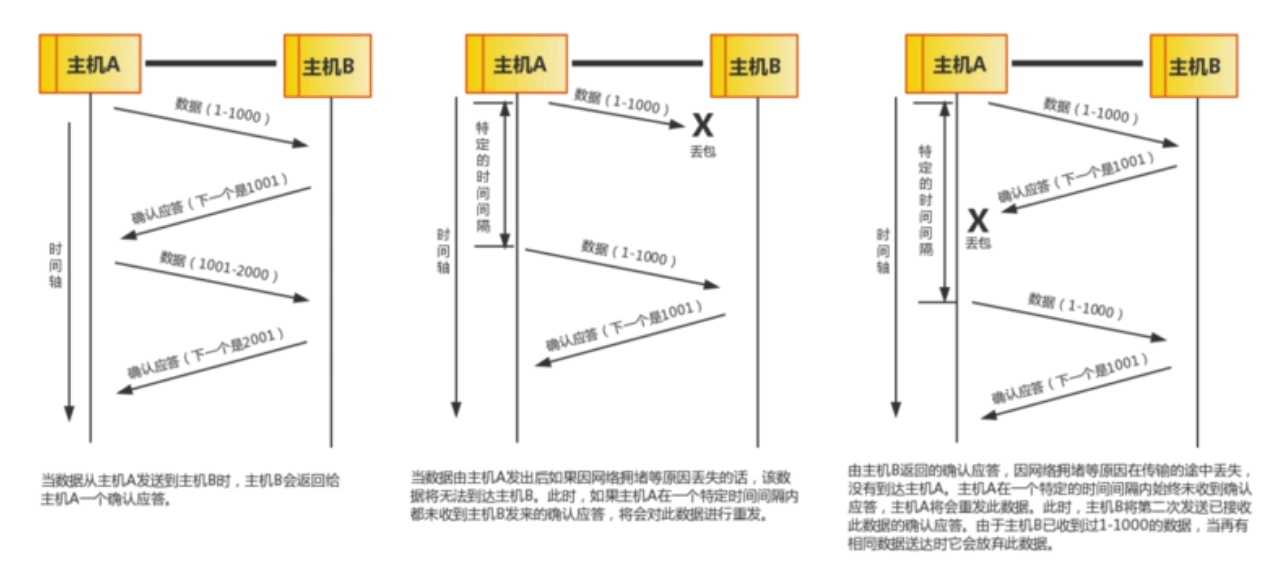 主机A
主机B
数据（1-1000）
确认应答（下一个是1001）
数据（1001-2000）
确认应答（下一个是2001）
时间轴
当数据从主机A发送到主机B时，主机B会返回给
主机A一个确认应答。
主机A
主机B
数据（1-1000）
X
丢包
特定的时间间隔
数据（1-1000）
确认应答（下一个是1001）
时间轴
当数据由主机A发出后如果因网络拥堵等原因丢失的话，该数
据将无法到达主机B。此时，如果主机A在一个特定时间间隔内
都未收到主机B发来的确认应答，将会对此数据进行重发。
主机A
主机B
数据（1-1000）
确认应答（下一个是1001）
X
丢包
特定的时间间隔
数据（1-1000）
确认应答（下一个是1001）
时间轴
由主机B返回的确认应答，因网络拥堵等原因在传输的途中丢失，
没有到达主机A。主机A在一个特定的时间间隔内始终未收到确认
应答，主机A将会重发此数据。此时，主机B将第二次发送已接收
此数据的确认应答。由于主机B已收到过1-1000的数据，当再有
相同数据送达时它会放弃此数据。